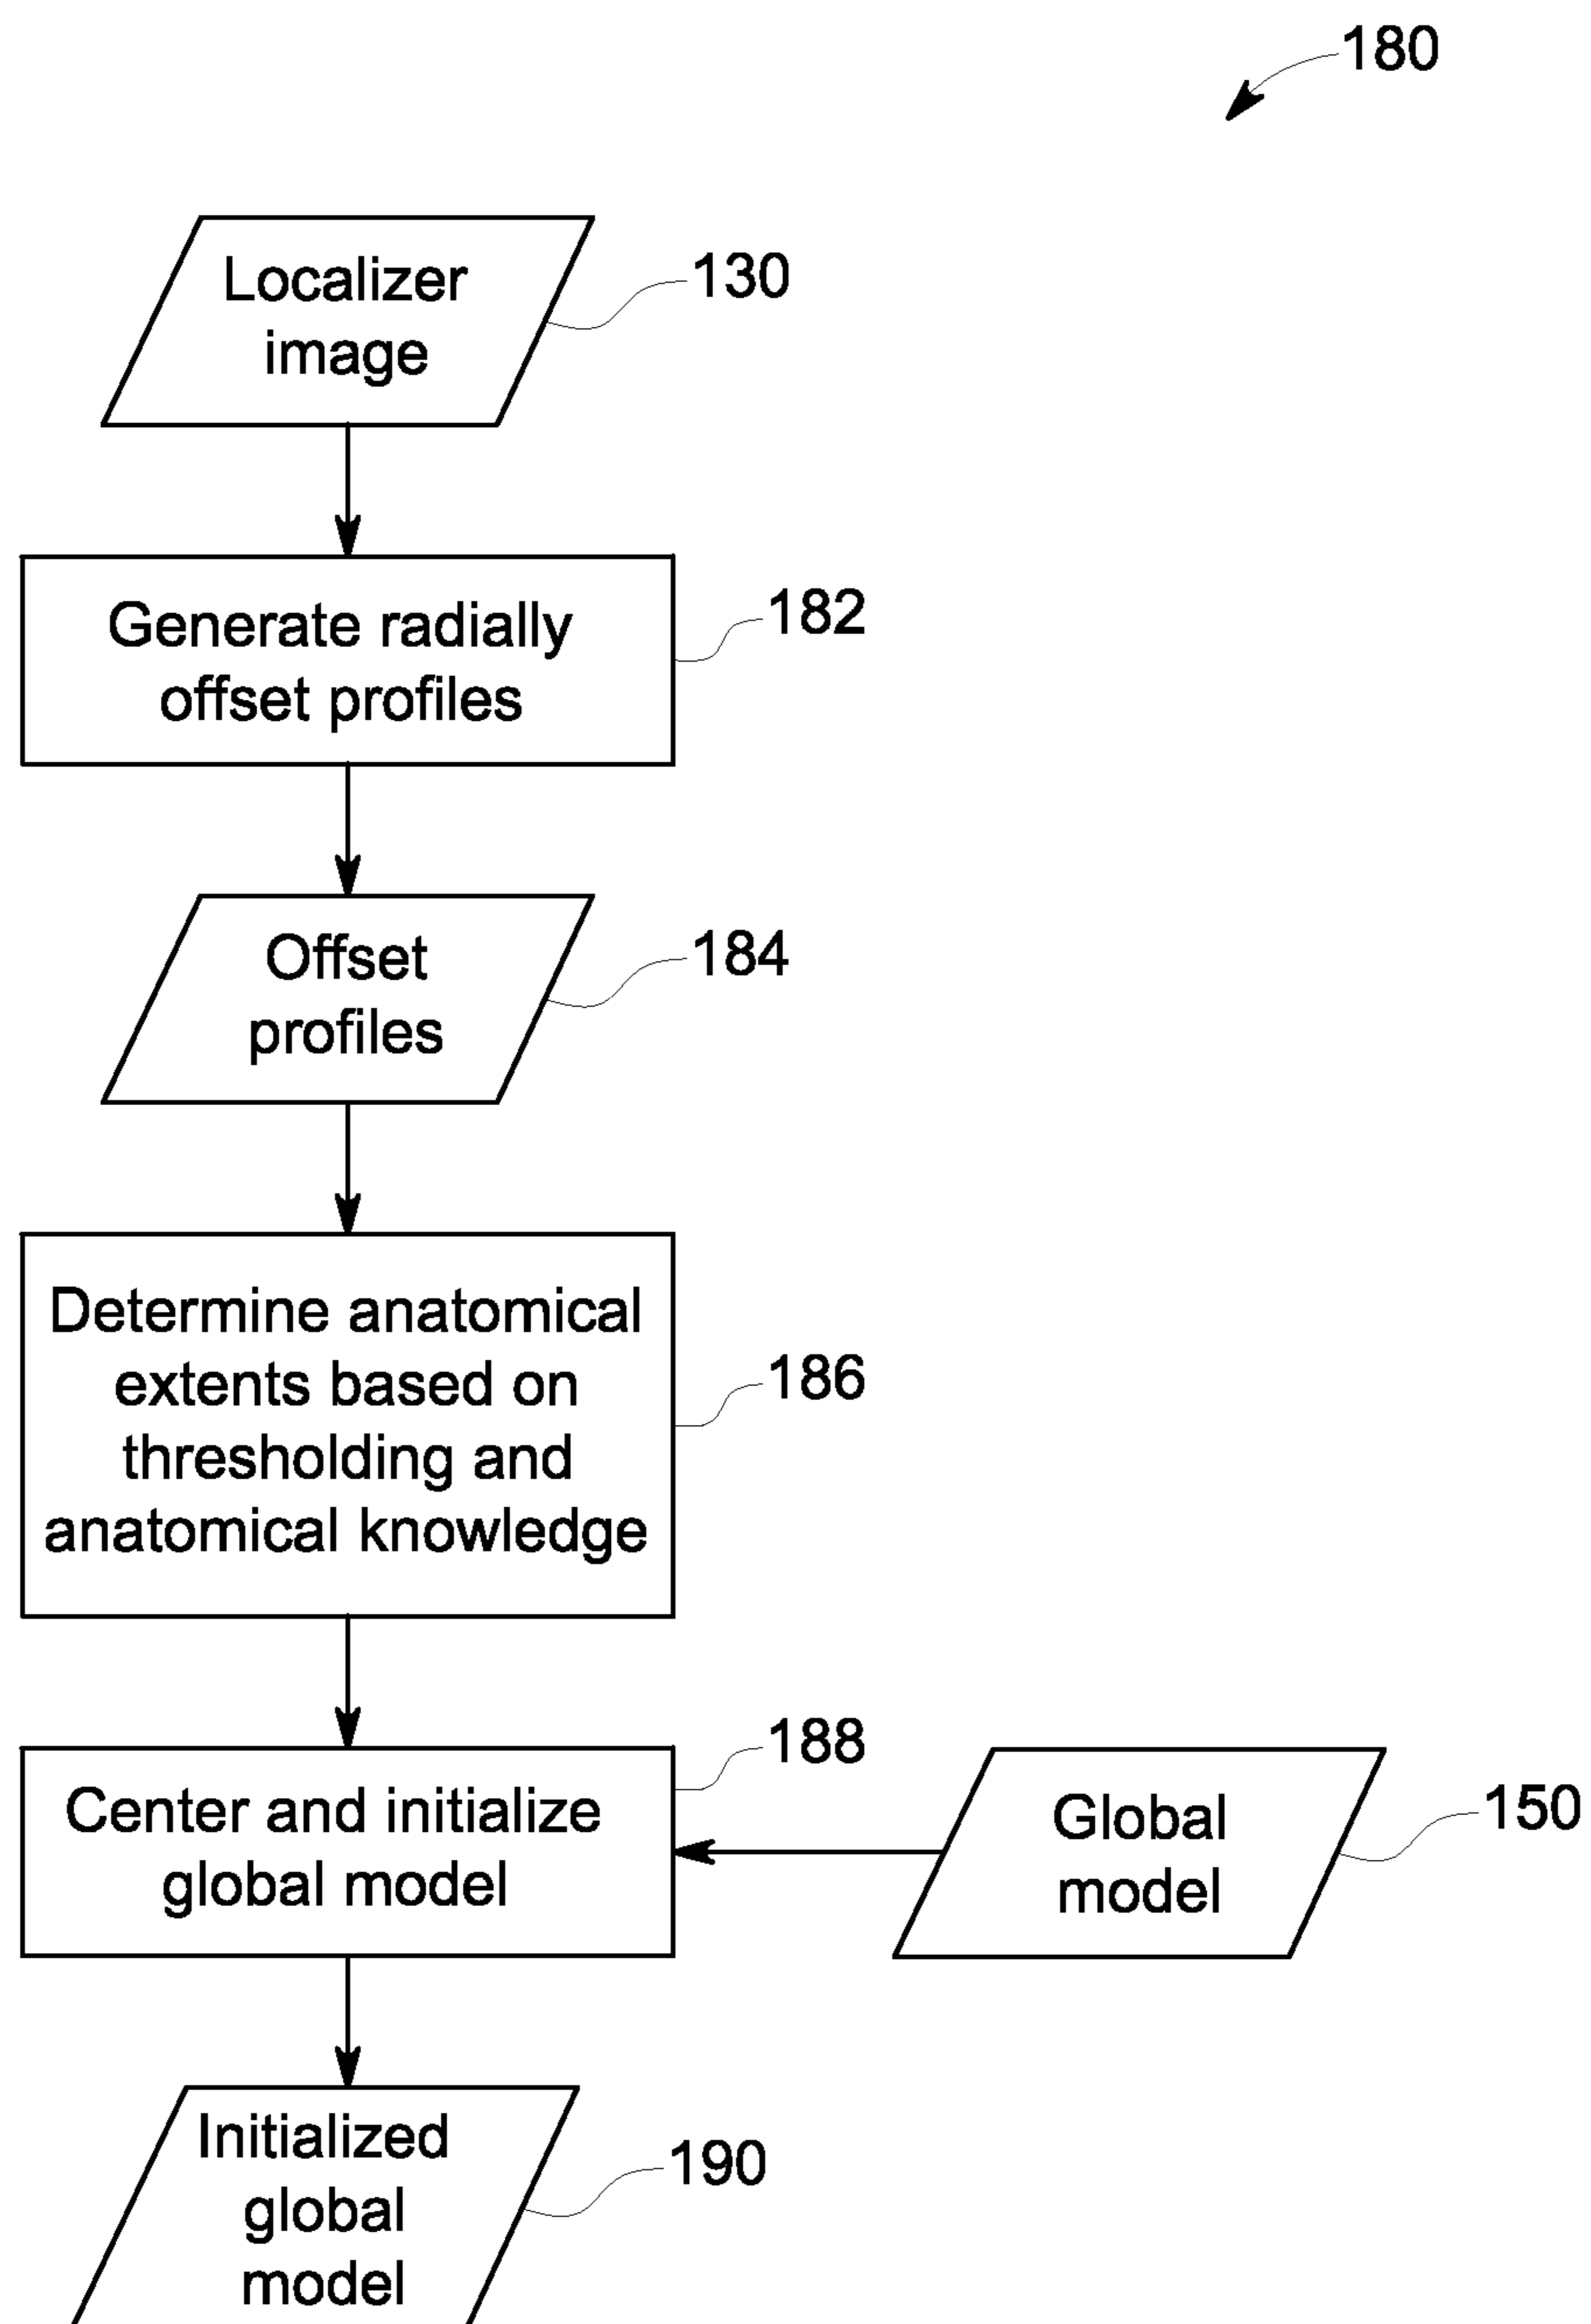 180
Localizer
image
130
Generate radially
offset profiles
182
Offset
profiles
184
Determine anatomical
extents based on
thresholding and
anatomical knowledge
186
Center and initialize
global model
188
Global
model
150
Initialized
global
model
190